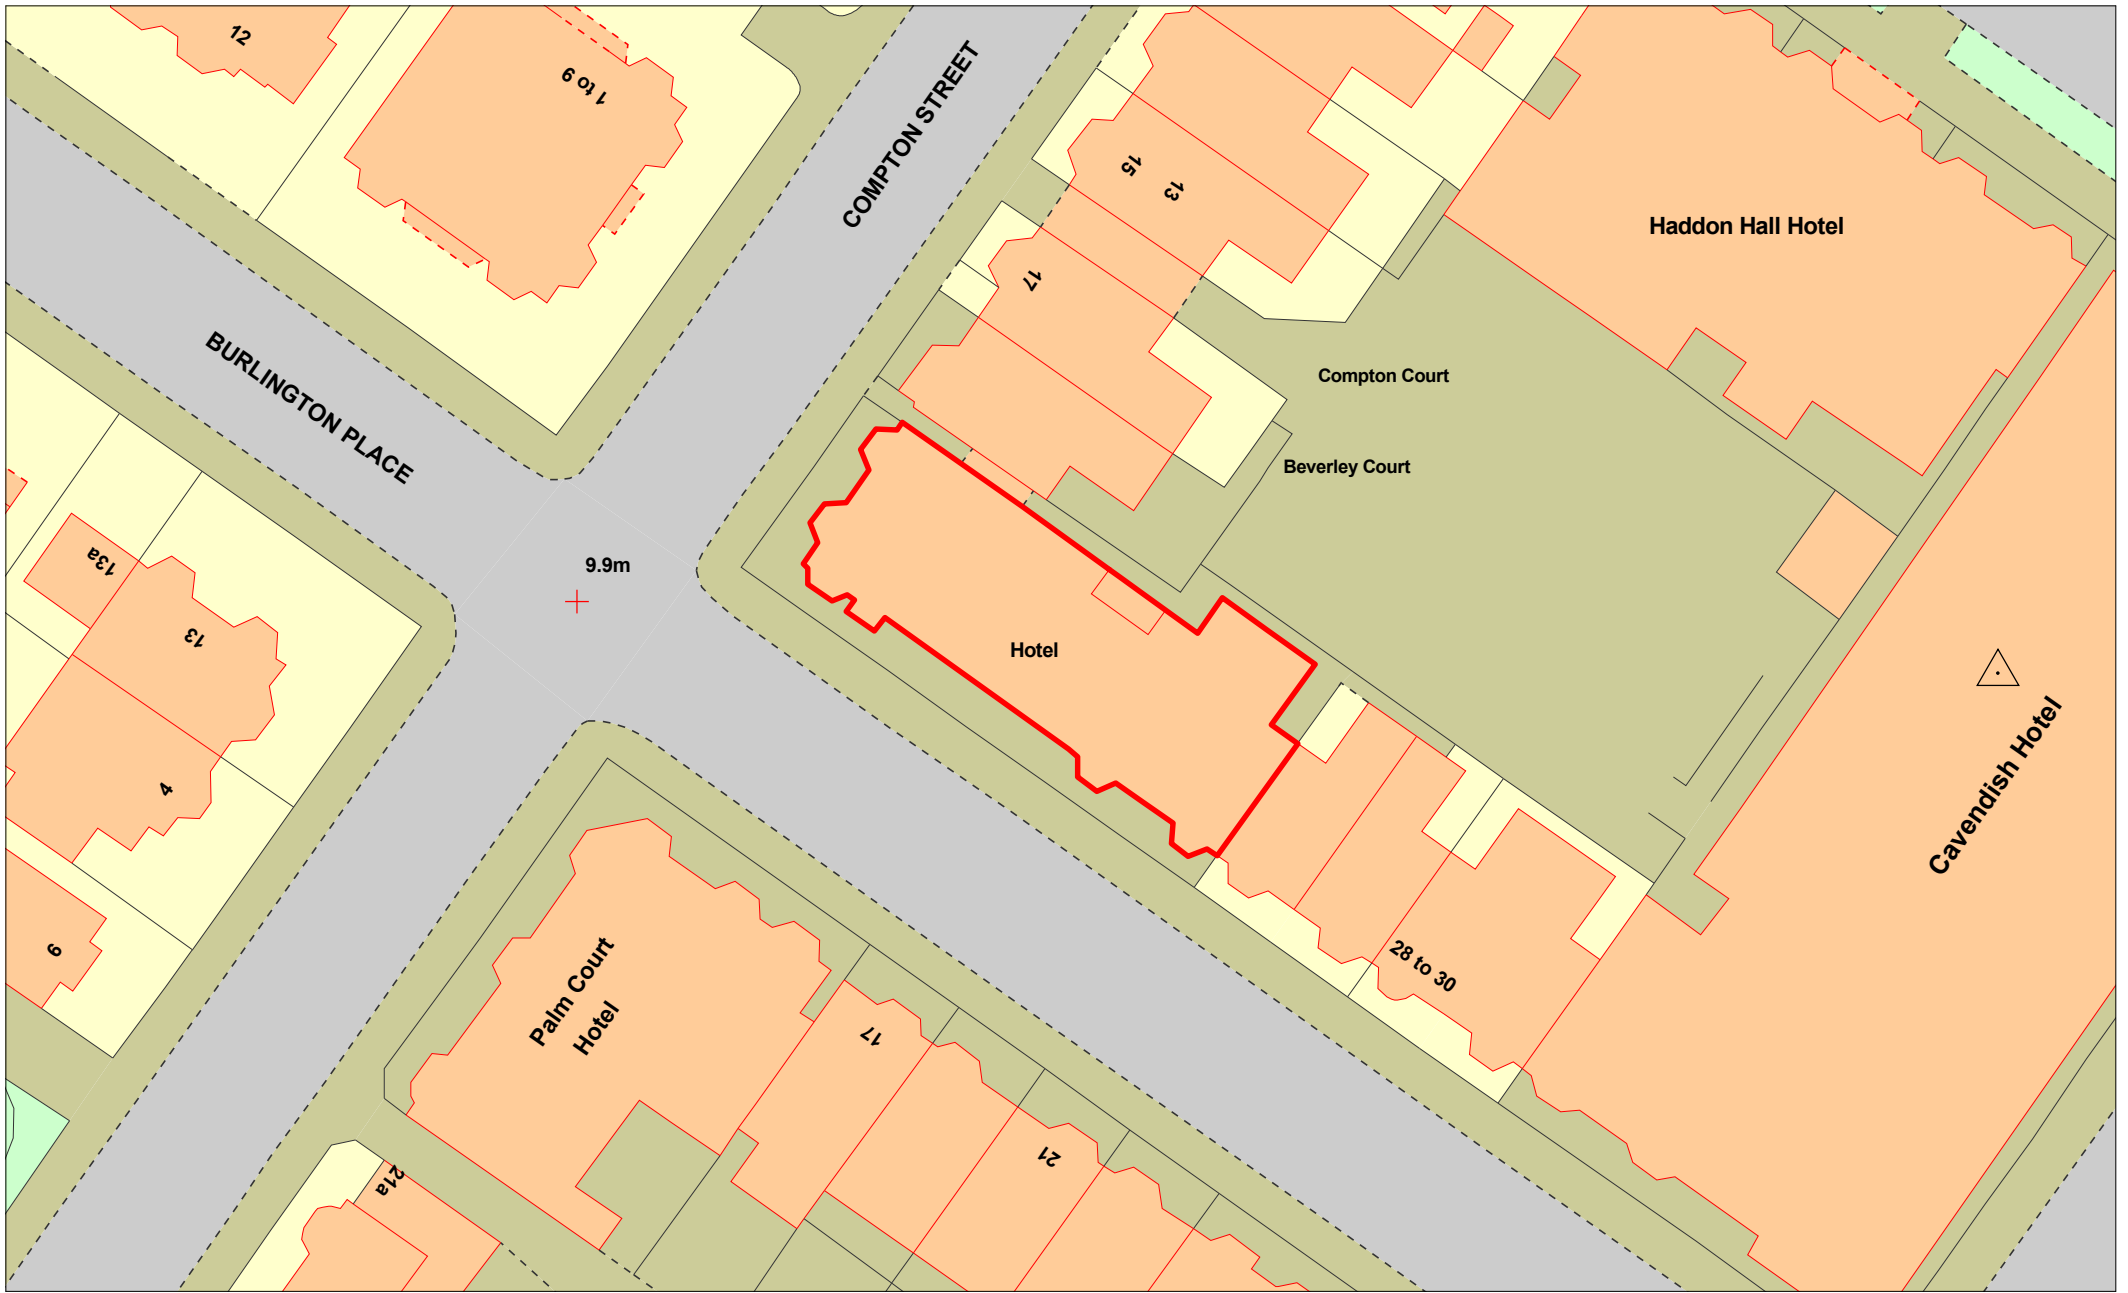 12
1 to 9
COMPTON STREET
15
13
Haddon Hall Hotel
17
BURLINGTON PLACE
Compton Court
Beverley Court
13a
9.9m
13
Hotel
4
Cavendish Hotel
9
Palm Court
Hotel
28 to 30
17
21
21a